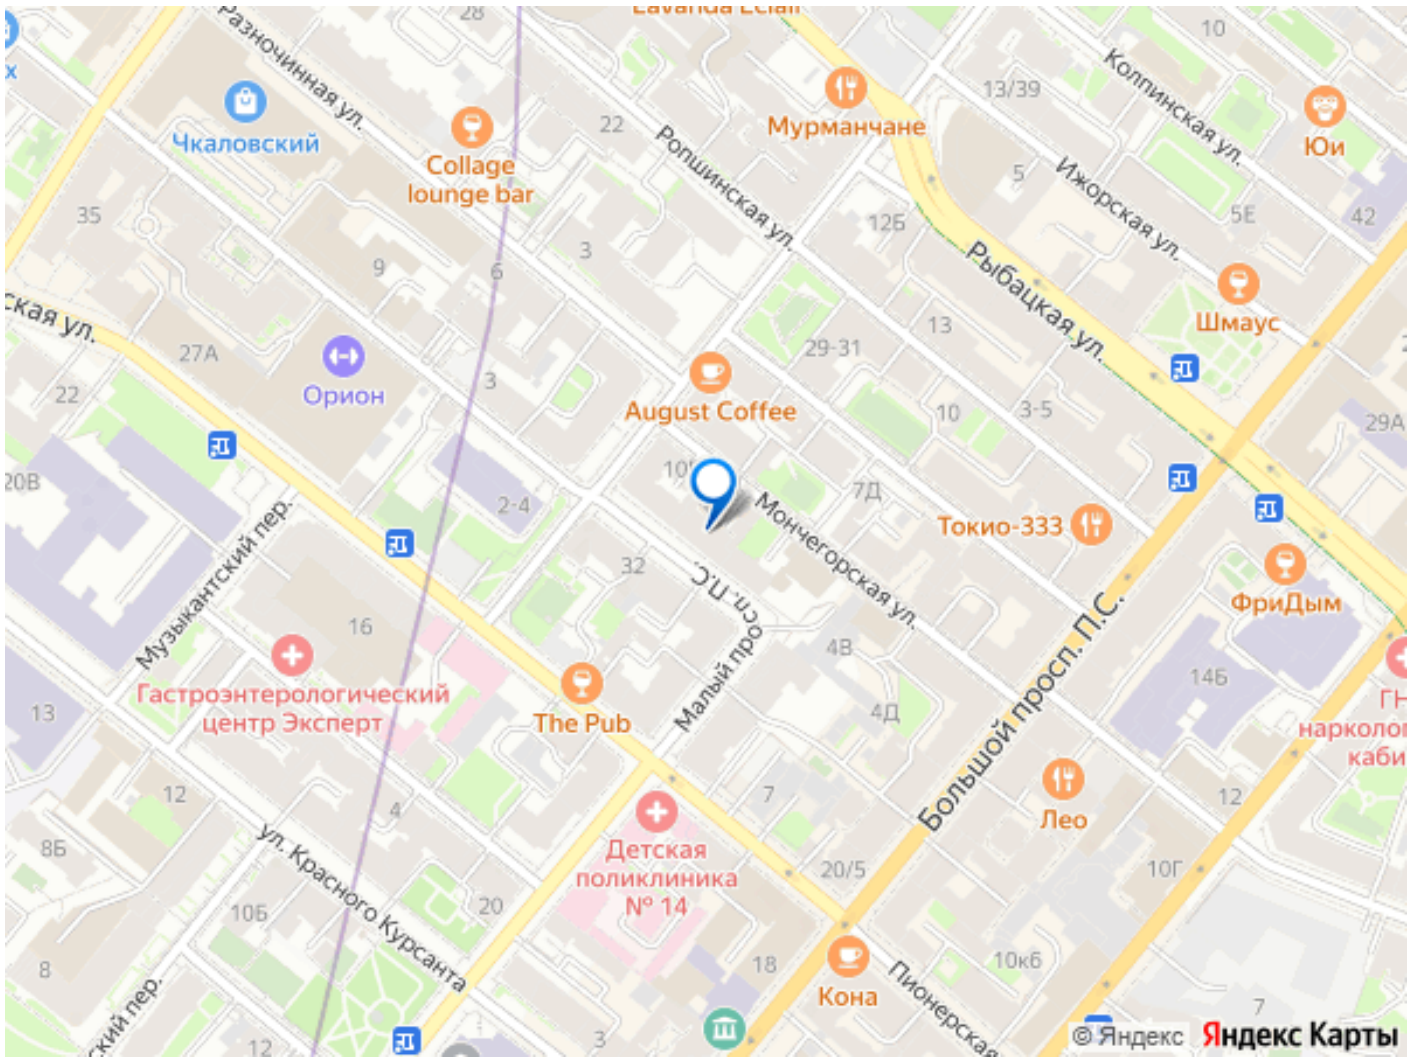 Lavanda Eclair
28
10
Разночинная ул.
Колпинская ул.
х
13/39
Чкаловский
22
Мурманчане
Юи
Collage
lounge bar
Ропшинская ул.
Ижорская ул.
5
35
12Б
5Е
42
3
9
6
Рыбацкая ул.
Шмаус
ская ул.
13
27А
29-31
Орион
3
August Coffee
22
10
3-5
29А
20В
2-4
7Д
Мончегорская ул.
Токио-333
Музыкантский пер.
32
Малый просп. П.С.
ФриДым
16
4В
14Б
Гастроэнтерологический
центр Эксперт
13
The Pub
4Д
Большой просп. П.С.
нарколог
каби
12
4
7
12
Лео
8Б
ул. Красного Курсанта
Детская
поликлиника
№ 14
20/5
10Г
10Б
20
8
18
10к6
Кона
Пионерская
7
ский пер.
12
3
© Яндекс
Яндекс Карты